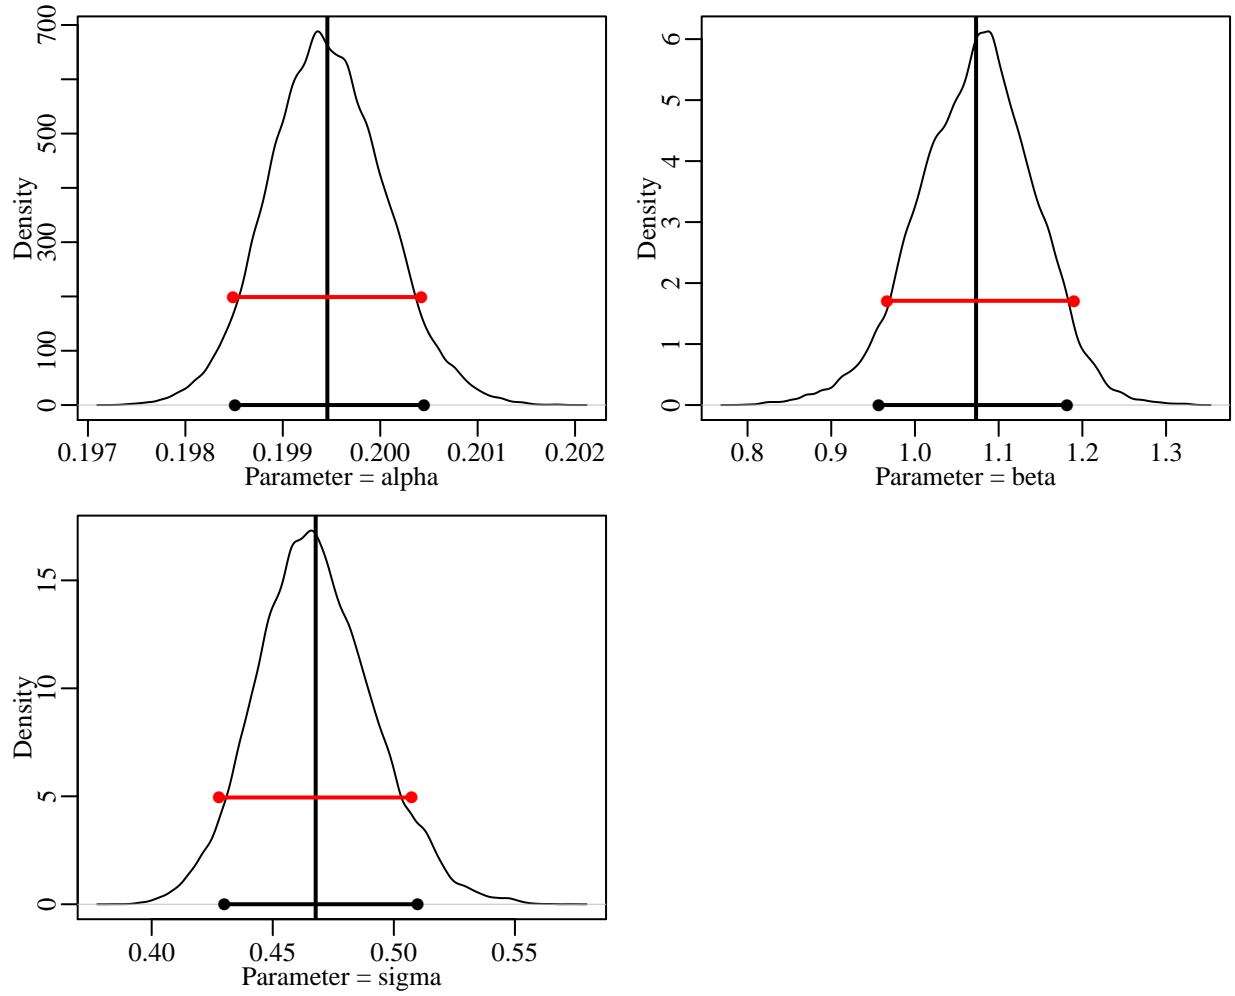 Density
700
500
300
100
0
0.197 0.198 0.199 0.200 0.201 0.202
Parameter = alpha
Density
6
5
4
3
2
1
0
0.8 0.9 1.0 1.1 1.2 1.3
Parameter = beta
Density
15
10
5
0
0.40 0.45 0.50 0.55
Parameter = sigma